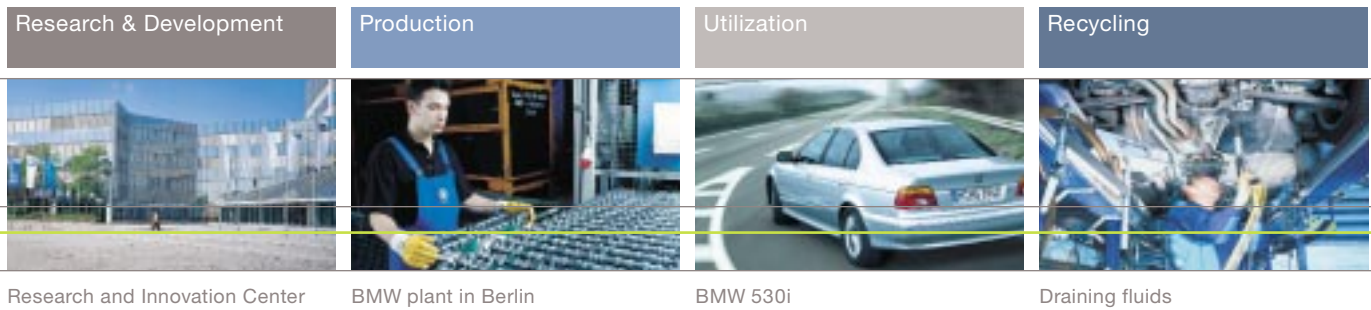 Research & Development
Production
Utilization
Recycling
Research and Innovation Center
BMW plant in Berlin
BMW 530i
Draining fluids